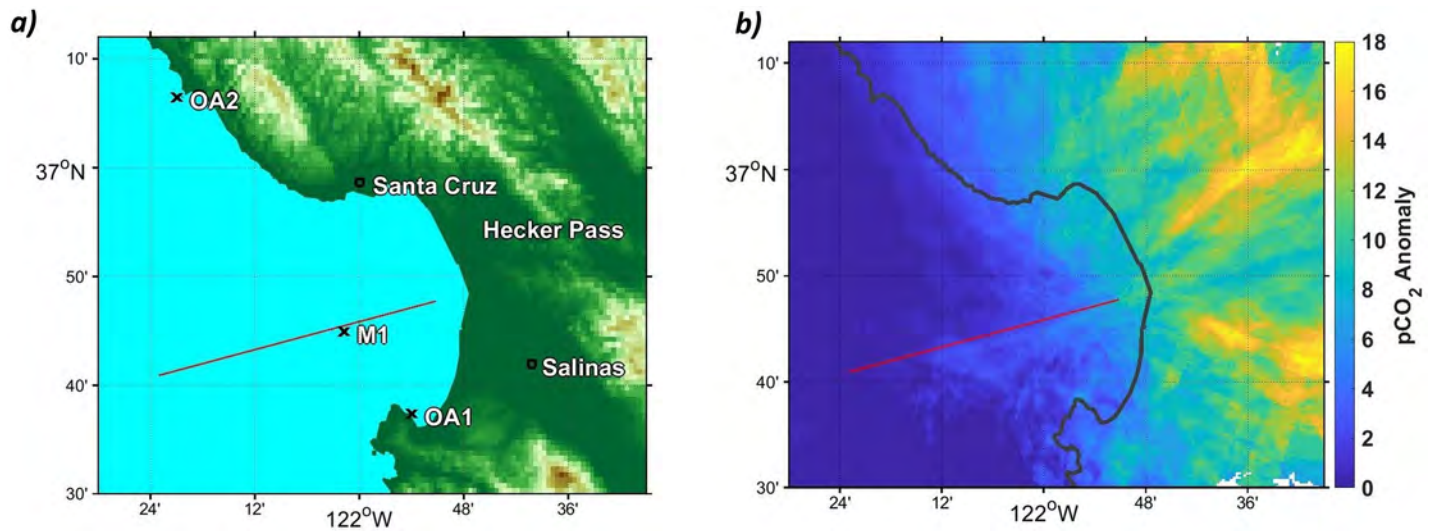 a)
10'
37°N
50'
40'
30'
24'
12'
122°W
48'
36'
OA2
Santa Cruz
Hecker Pass
M1
Salinas
OA1
b)
10'
37°N
50'
40'
30'
24'
12'
122°W
48'
36'
18
16
14
12
10
8
6
4
2
0
pCO₂ Anomaly